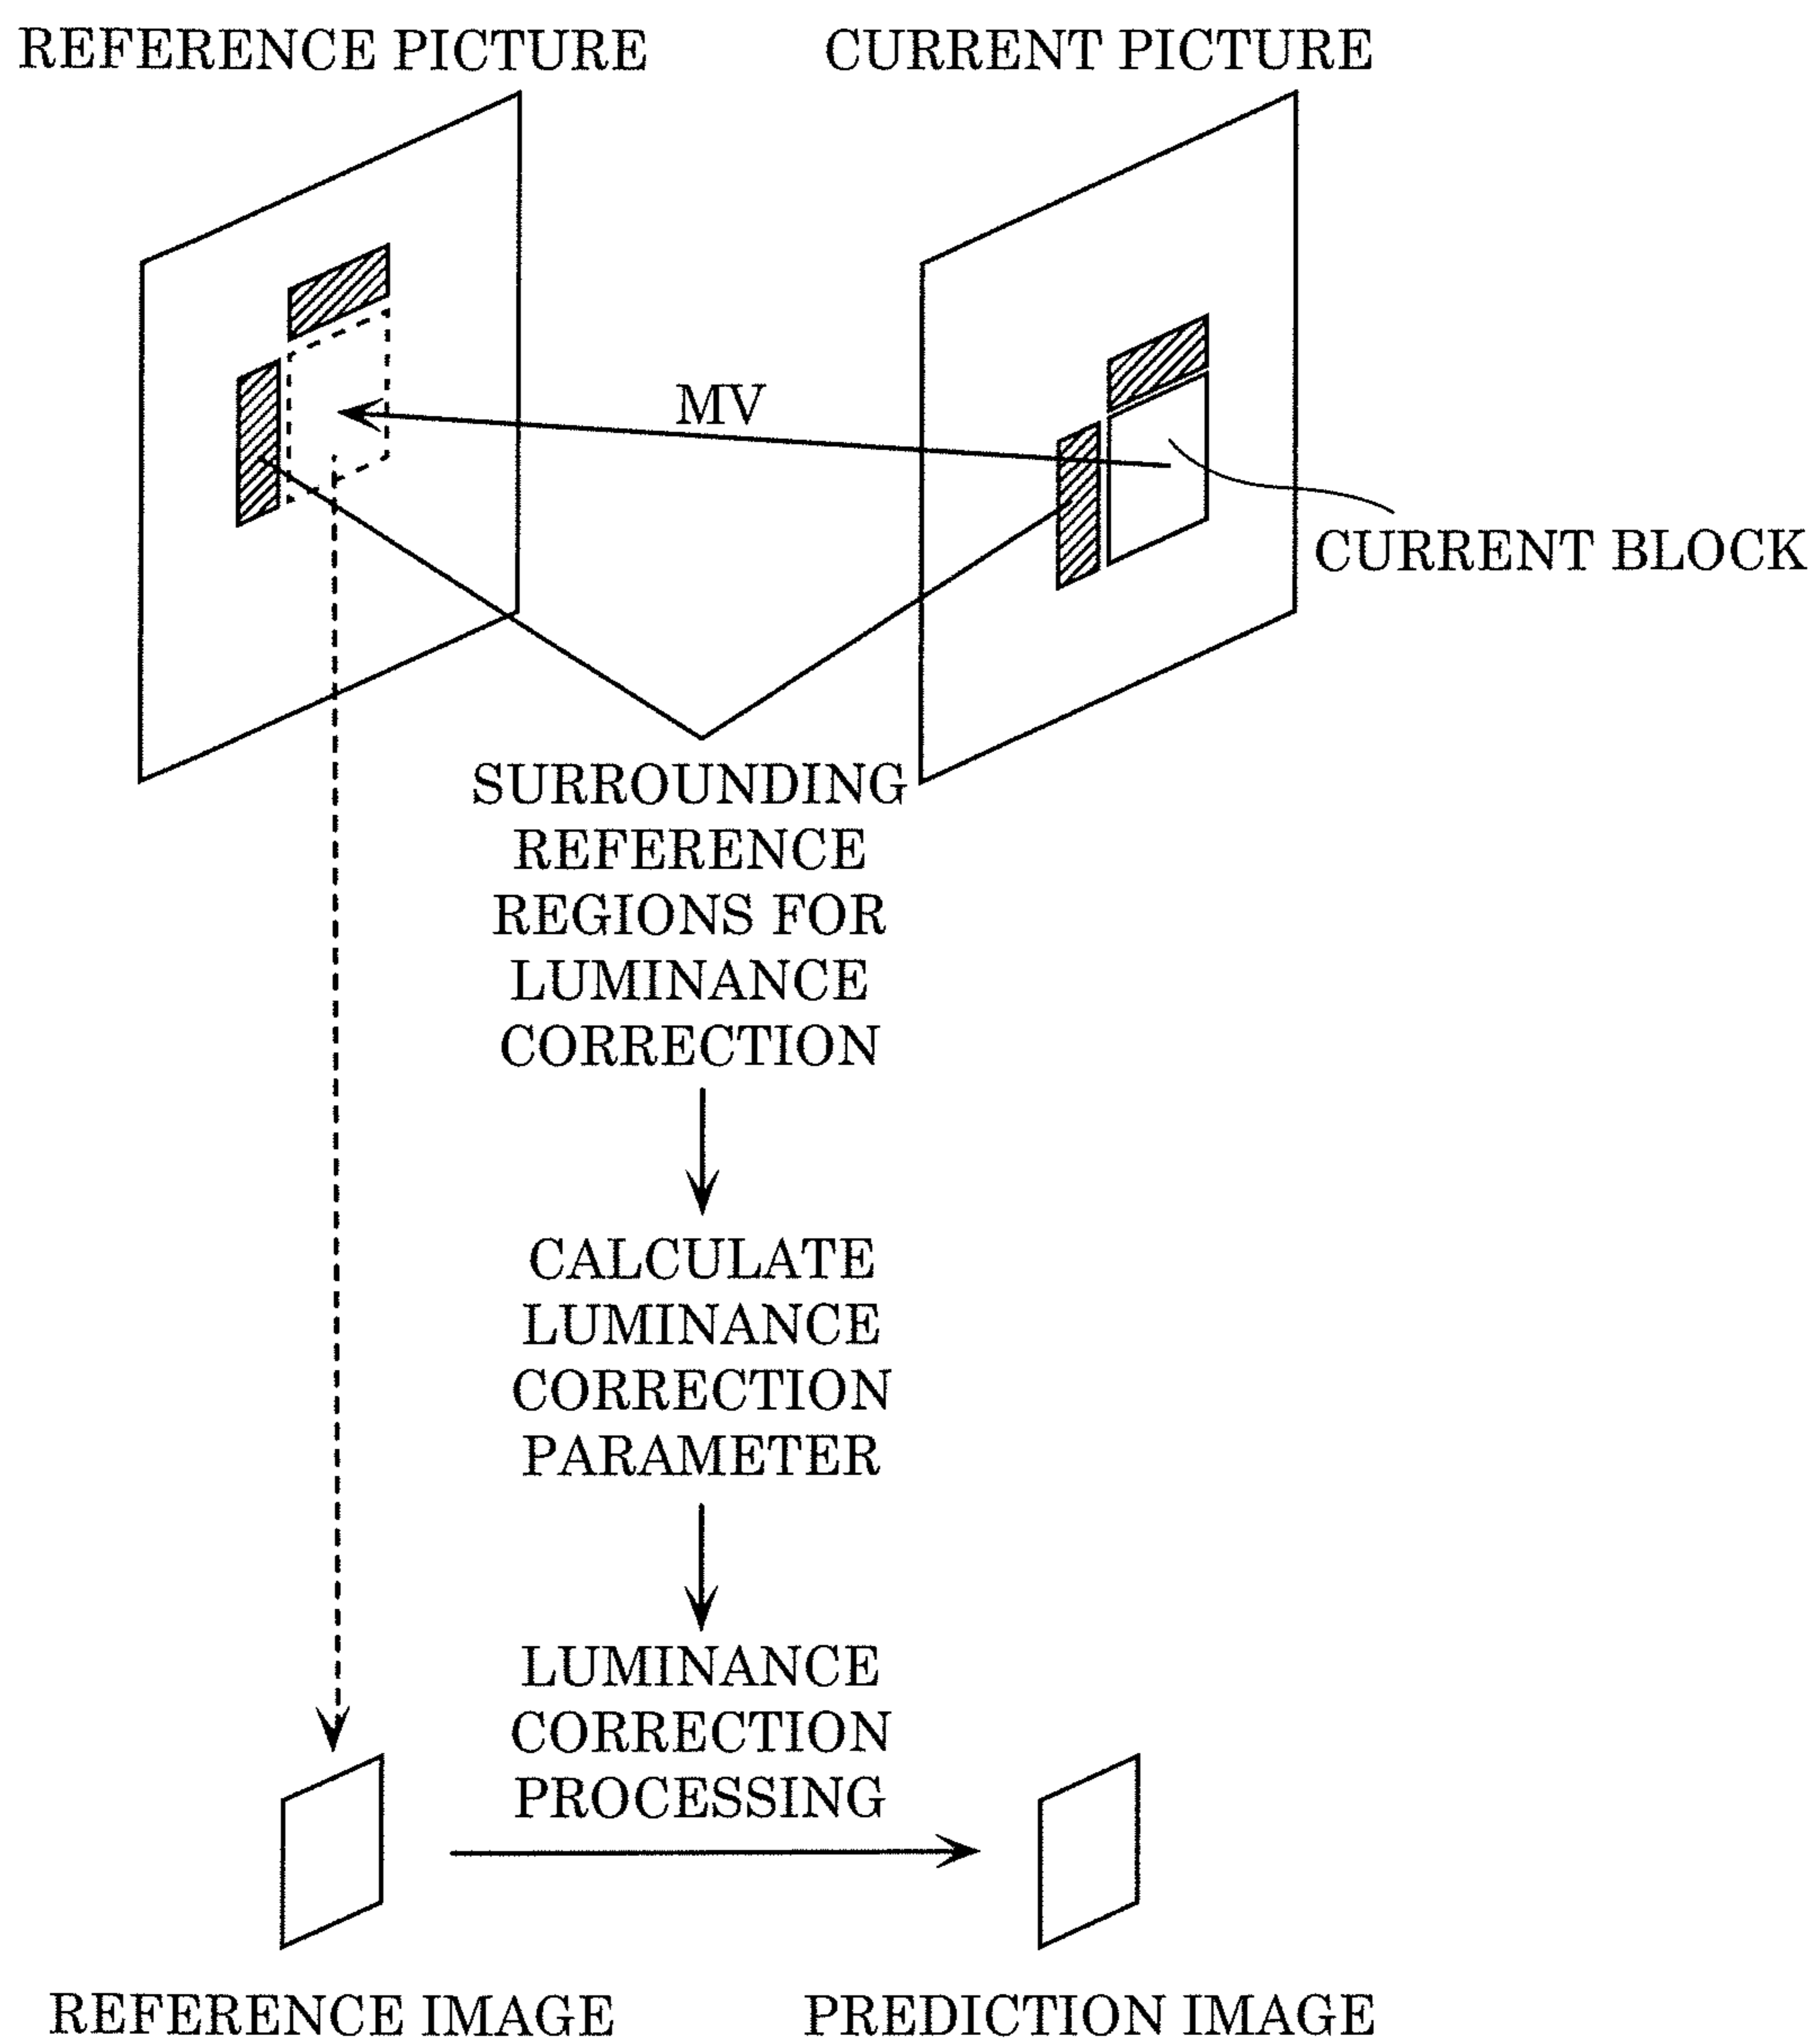 REFERENCE PICTURE
CURRENT PICTURE
MV
CURRENT BLOCK
SURROUNDING
REFERENCE
REGIONS FOR
LUMINANCE
CORRECTION
CALCULATE
LUMINANCE
CORRECTION
PARAMETER
LUMINANCE
CORRECTION
PROCESSING
REFERENCE IMAGE
PREDICTION IMAGE